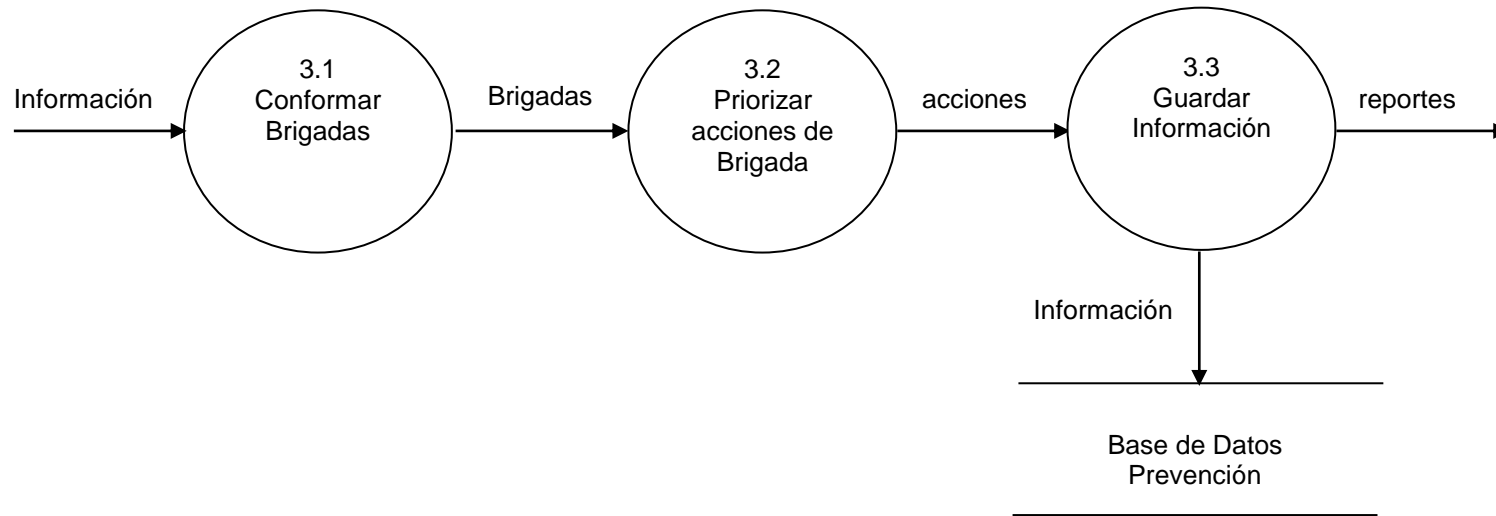 Información
3.1
Conformar
Brigadas
Brigadas
3.2
Priorizar
acciones de
Brigada
acciones
3.3
Guardar
Información
reportes
Información
Base de Datos
Prevención